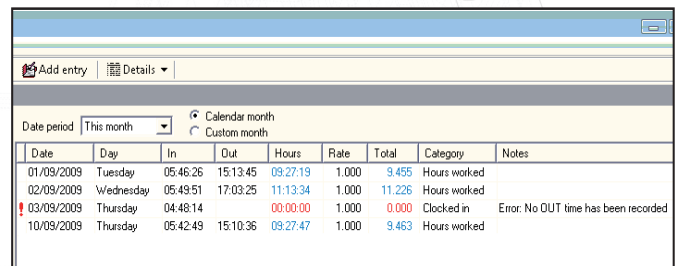 Add entry Details
Date period This month Calendar month
Custom month
Date Day In Out Hours Rate Total Category Notes
01/09/2009 Tuesday 05:46:26 15:13:45 09:27:19 1.000 9.455 Hours worked
02/09/2009 Wednesday 05:49:51 17:03:25 11:13:34 1.000 11.226 Hours worked
! 03/09/2009 Thursday 04:48:14 00:00:00 1.000 0.000 Clocked in Error: No OUT time has been recorded
10/09/2009 Thursday 05:42:49 15:10:36 09:27:47 1.000 9.463 Hours worked